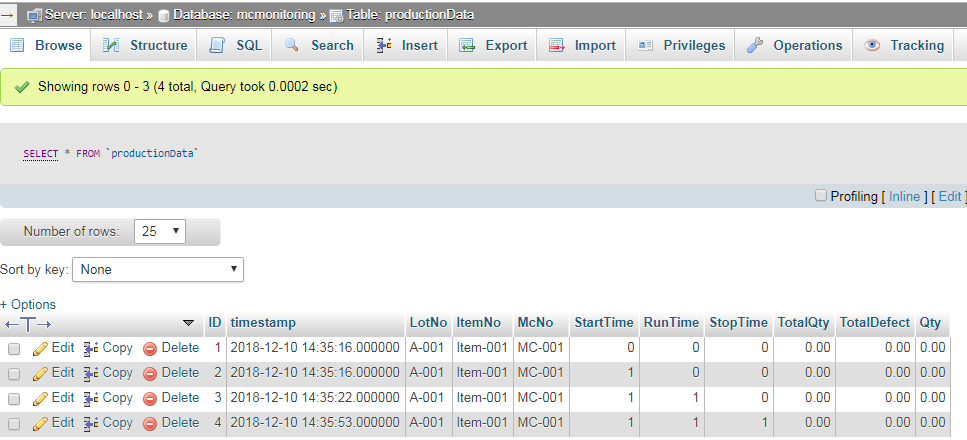 Server: localhost » Database: mcmonitoring » Table: productionData
Browse Structure SQL Search Insert Export Import Privileges Operations Tracking
Showing rows 0 - 3 (4 total, Query took 0.0002 sec)
SELECT * FROM `productionData`
Profiling [ Inline ] [ Edit ]
Number of rows: 25
Sort by key: None
+ Options
ID timestamp LotNo ItemNo McNo StartTime RunTime StopTime TotalQty TotalDefect Qty
Edit Copy Delete 1 2018-12-10 14:35:16.000000 A-001 Item-001 MC-001 0 0 0 0.00 0.00 0.00
Edit Copy Delete 2 2018-12-10 14:35:16.000000 A-001 Item-001 MC-001 1 0 0 0.00 0.00 0.00
Edit Copy Delete 3 2018-12-10 14:35:22.000000 A-001 Item-001 MC-001 1 1 0 0.00 0.00 0.00
Edit Copy Delete 4 2018-12-10 14:35:53.000000 A-001 Item-001 MC-001 1 1 1 0.00 0.00 0.00